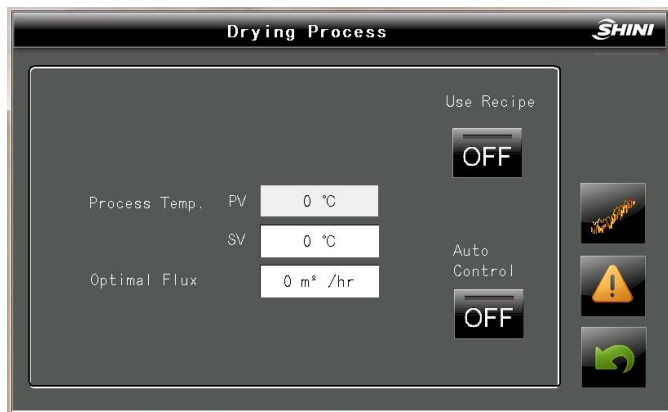 Drying Process
SHINI
Use Recipe
OFF
Process Temp. PV 0 ℃
SV 0 ℃
Auto
Control
Optimal Flux 0 m³ /hr
OFF